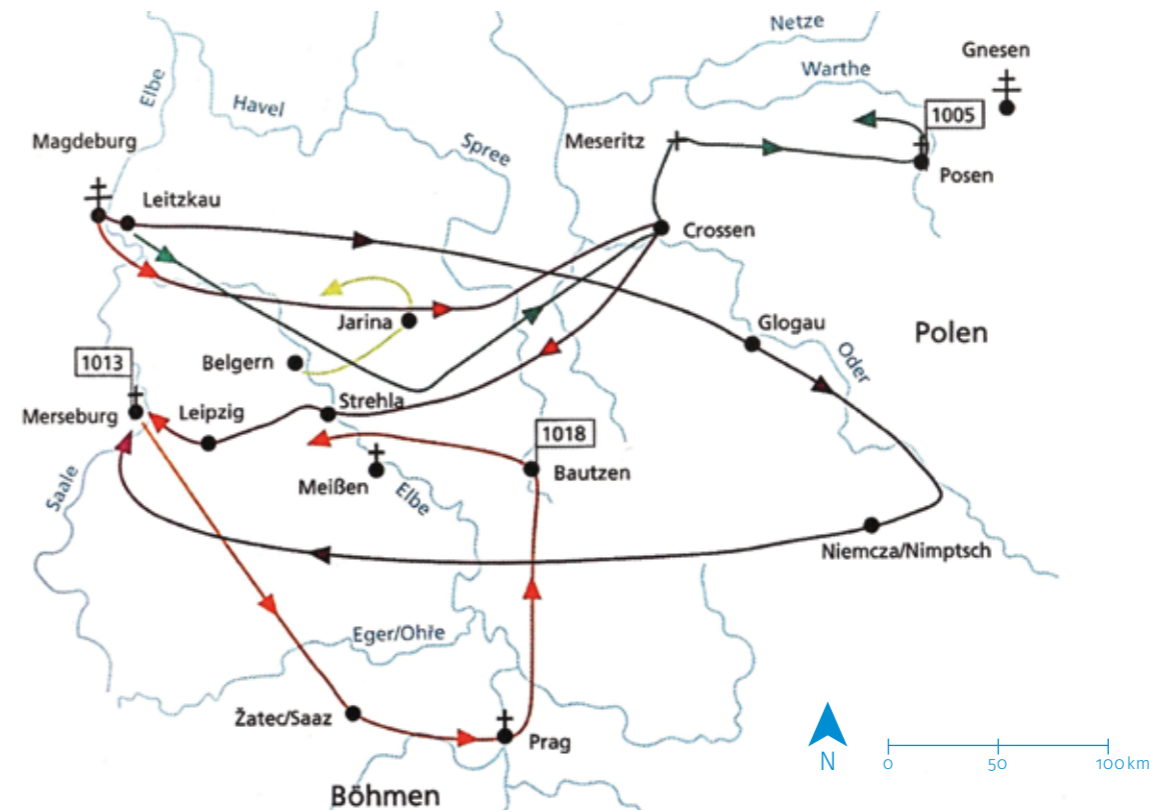 Netze
Gnesen
Warthe
Elbe
Havel
1005
Magdeburg
Meseritz
Spree
Posen
Leitzkau
Crossen
Jarina
Glogau
Polen
1013
Belgern
Oder
Strehla
Merseburg
Leipzig
1018
Bautzen
Meißen
Elbe
Saale
Niemcza/Nimptsch
Eger/Ohře
Žatec/Saaz
Prag
N
0 50 100 km
Böhmen